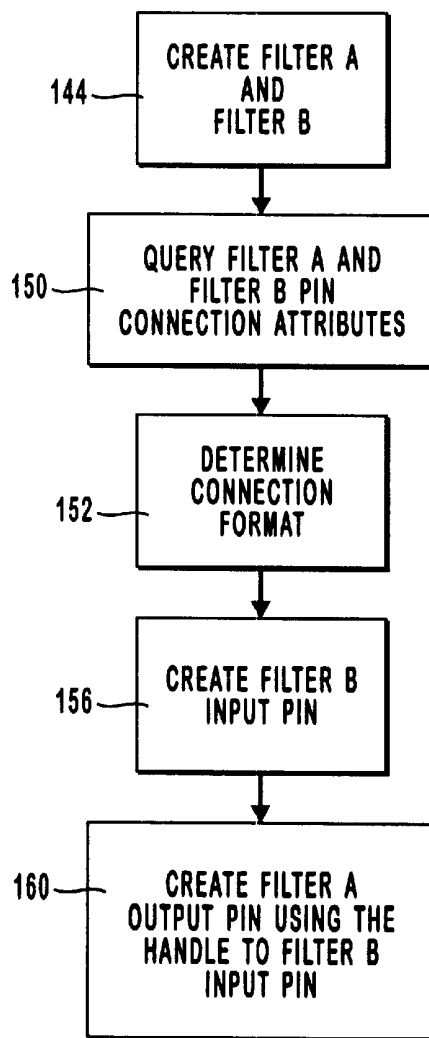 CREATE FILTER A
AND
FILTER B
144
QUERY FILTER A AND
FILTER B PIN
CONNECTION ATTRIBUTES
150
DETERMINE
CONNECTION
FORMAT
152
CREATE FILTER B
INPUT PIN
156
CREATE FILTER A
OUTPUT PIN USING THE
HANDLE TO FILTER B
INPUT PIN
160